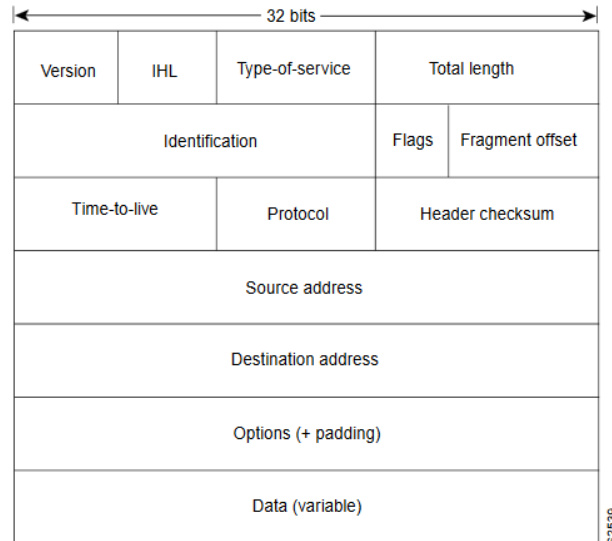 32 bits
Version IHL Type-of-service Total length
Identification Flags Fragment offset
Time-to-live Protocol Header checksum
Source address
Destination address
Options (+ padding)
Data (variable)